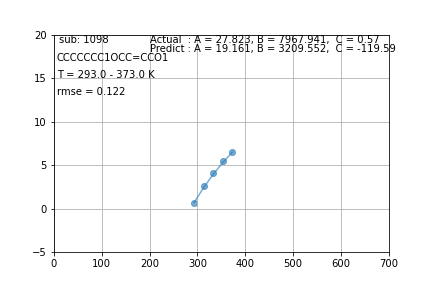 sub: 1098
Actual : A = 27.823, B = 7967.941, C = 0.57
Predict : A = 19.161, B = 3209.552, C = -119.59
CCCCCCC1OCC=CCO1
T = 293.0 - 373.0 K
rmse = 0.122
20
15
10
5
0
−5
0 100 200 300 400 500 600 700